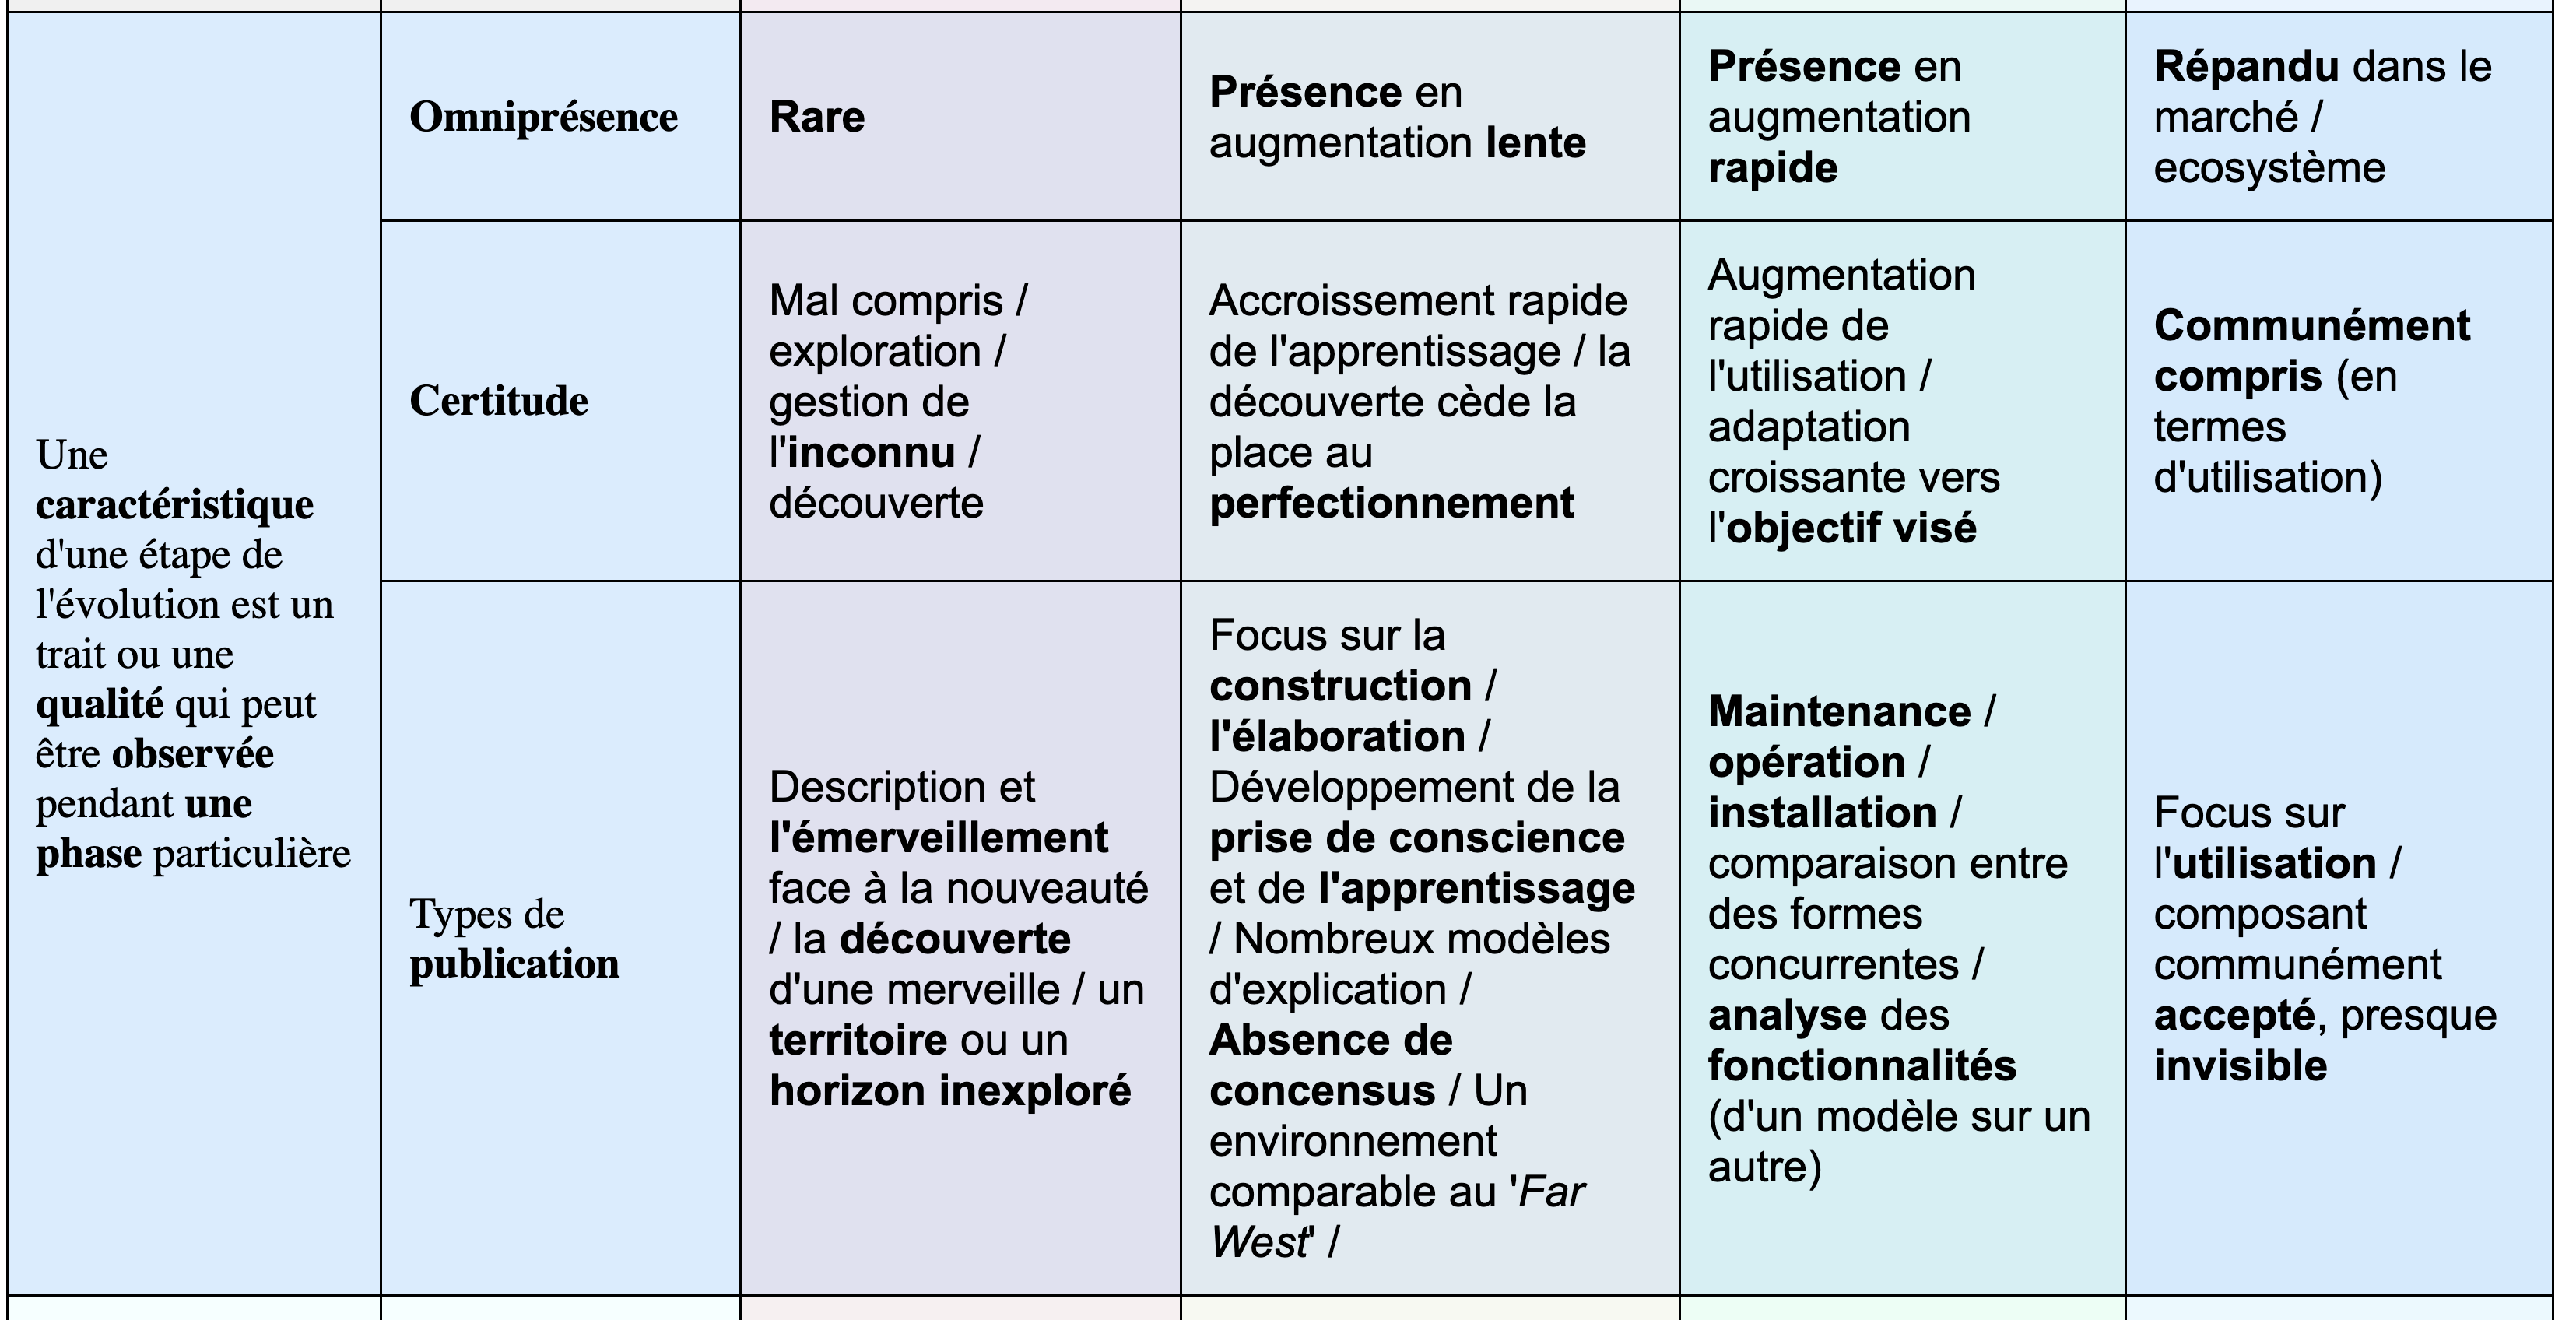 Une
caractéristique
d'une étape de
l'évolution est un
trait ou une
qualité qui peut
être observée
pendant une
phase particulière
Omniprésence
Rare
Présence en
augmentation lente
Présence en
augmentation
rapide
Répandu dans le
marché /
ecosystème
Certitude
Mal compris /
exploration /
gestion de
l'inconnu /
découverte
Accroissement rapide
de l'apprentissage / la
découverte cède la
place au
perfectionnement
Augmentation
rapide de
l'utilisation /
adaptation
croissante vers
l'objectif visé
Communément
compris (en
termes
d'utilisation)
Types de
publication
Description et
l'émerveillement
face à la nouveauté
/ la découverte
d'une merveille / un
territoire ou un
horizon inexploré
Focus sur la
construction /
l'élaboration /
Développement de la
prise de conscience
et de l'apprentissage
/ Nombreux modèles
d'explication /
Absence de
concensus / Un
environnement
comparable au 'Far
West' /
Maintenance /
opération /
installation /
comparaison entre
des formes
concurrentes /
analyse des
fonctionnalités
(d'un modèle sur un
autre)
Focus sur
l'utilisation /
composant
communément
accepté, presque
invisible